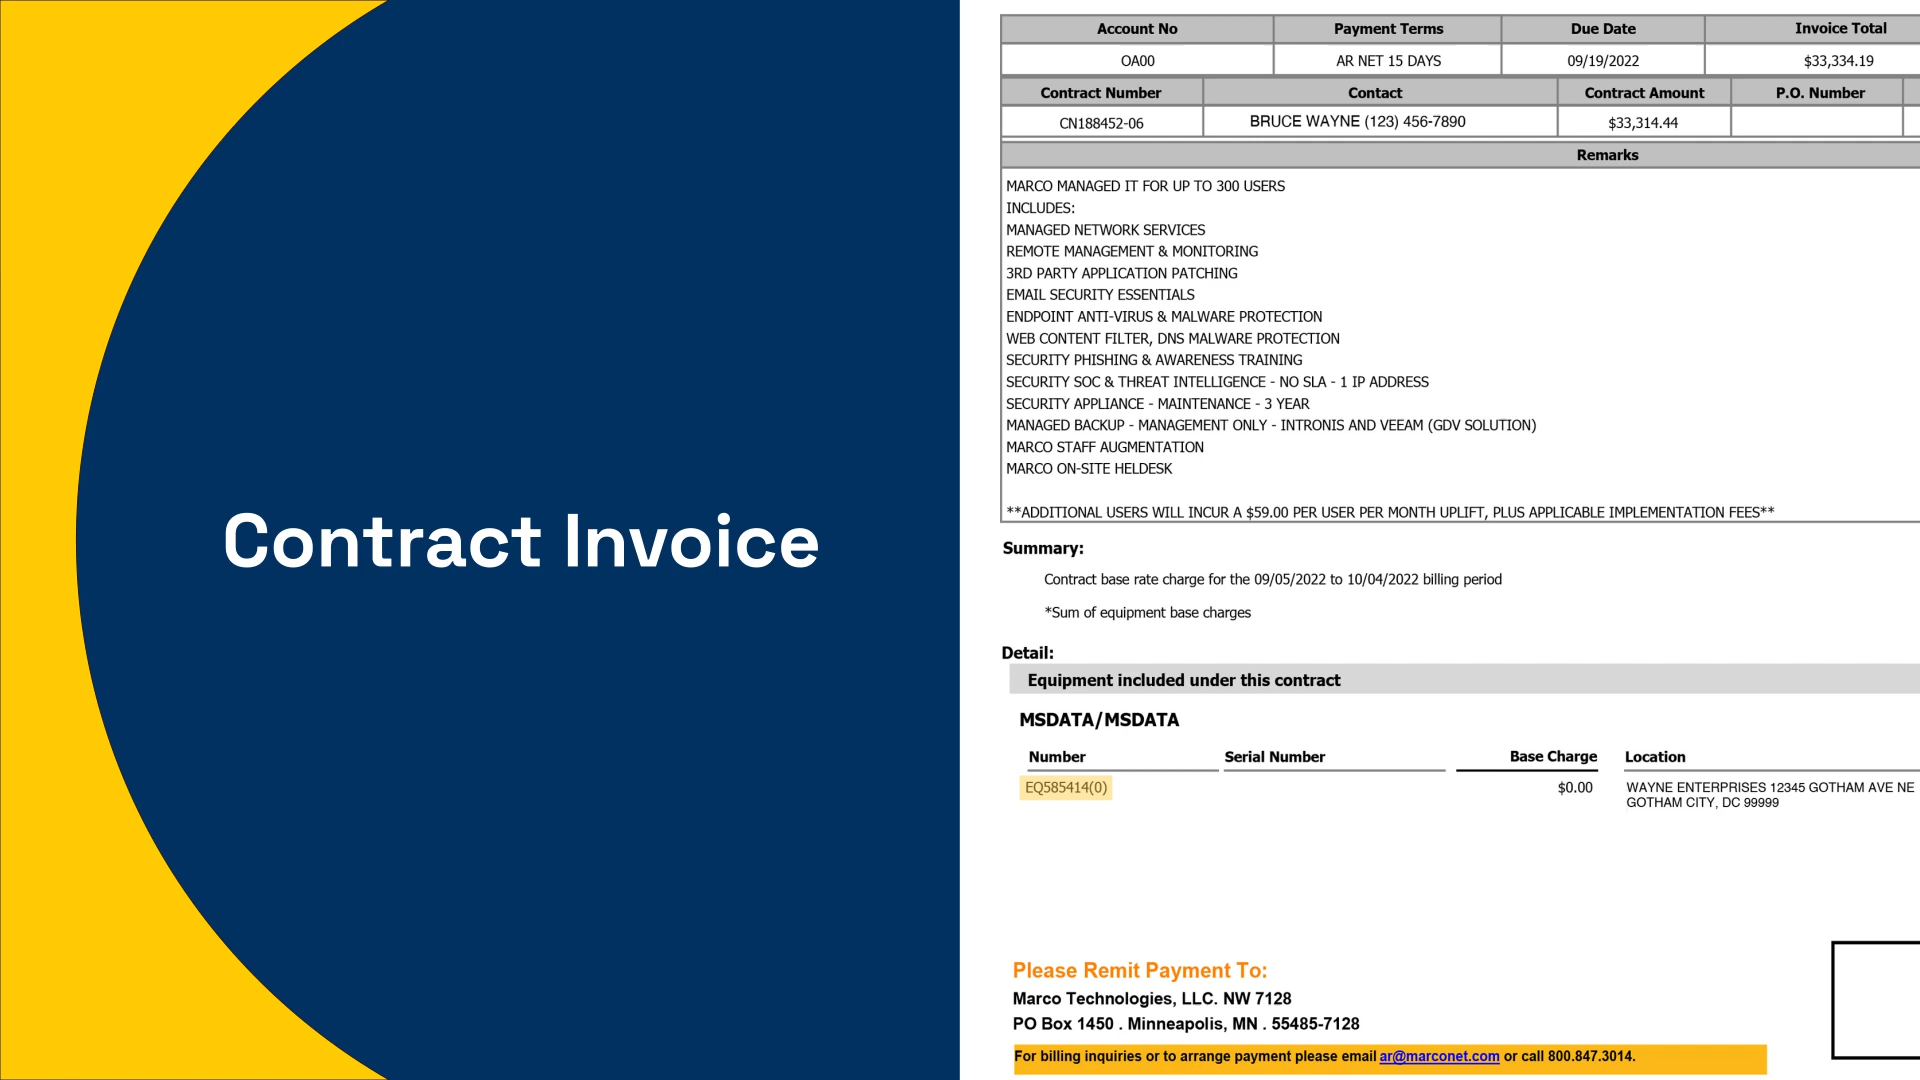 Contract Invoice
Account No Payment Terms Due Date Invoice Total
OA00 AR NET 15 DAYS 09/19/2022 $33,334.19
Contract Number Contact Contract Amount P.O. Number
CN188452-06 BRUCE WAYNE (123) 456-7890 $33,314.44
Remarks
MARCO MANAGED IT FOR UP TO 300 USERS
INCLUDES:
MANAGED NETWORK SERVICES
REMOTE MANAGEMENT & MONITORING
3RD PARTY APPLICATION PATCHING
EMAIL SECURITY ESSENTIALS
ENDPOINT ANTI-VIRUS & MALWARE PROTECTION
WEB CONTENT FILTER, DNS MALWARE PROTECTION
SECURITY PHISHING & AWARENESS TRAINING
SECURITY SOC & THREAT INTELLIGENCE - NO SLA - 1 IP ADDRESS
SECURITY APPLIANCE - MAINTENANCE - 3 YEAR
MANAGED BACKUP - MANAGEMENT ONLY - INTRONIS AND VEEAM (GDV SOLUTION)
MARCO STAFF AUGMENTATION
MARCO ON-SITE HELDESK
**ADDITIONAL USERS WILL INCUR A $59.00 PER USER PER MONTH UPLIFT, PLUS APPLICABLE IMPLEMENTATION FEES**
Summary:
Contract base rate charge for the 09/05/2022 to 10/04/2022 billing period
*Sum of equipment base charges
Detail:
Equipment included under this contract
MSDATA/MSDATA
Number Serial Number Base Charge Location
EQ585414(0) $0.00 WAYNE ENTERPRISES 12345 GOTHAM AVE NE
GOTHAM CITY, DC 99999
Please Remit Payment To:
Marco Technologies, LLC. NW 7128
PO Box 1450 . Minneapolis, MN . 55485-7128
For billing inquiries or to arrange payment please email ar@marconet.com or call 800.847.3014.